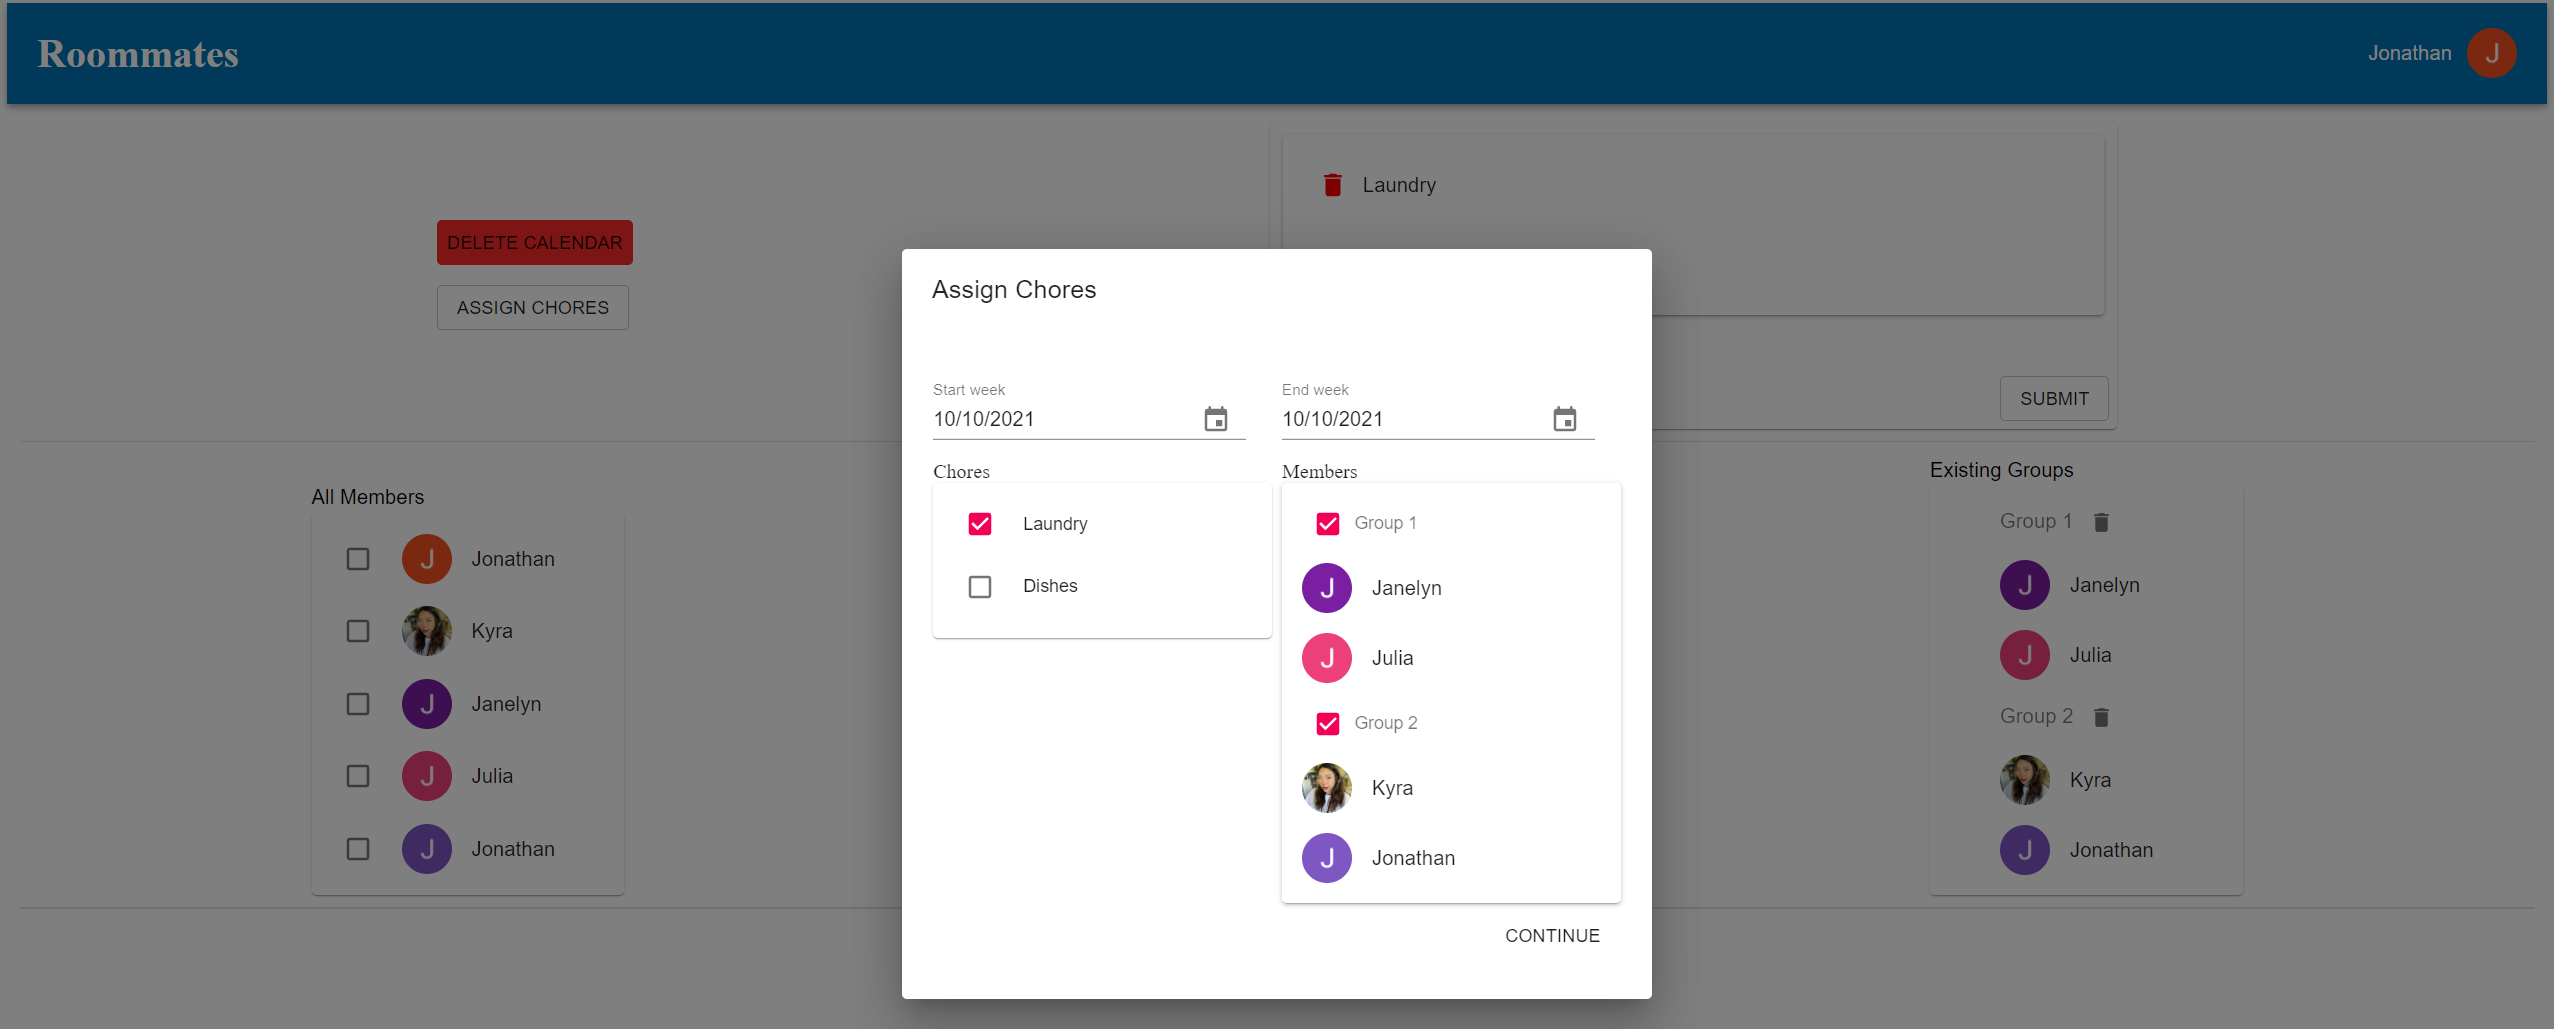 Roommates
Jonathan J
Laundry
DELETE CALENDAR
ASSIGN CHORES
SUBMIT
Assign Chores
Start week
10/10/2021
End week
10/10/2021
Chores
Laundry
Dishes
Members
Group 1
J Janelyn
J Julia
Group 2
Kyra
J Jonathan
CONTINUE
All Members
J Jonathan
Kyra
J Janelyn
J Julia
J Jonathan
Existing Groups
Group 1
J Janelyn
J Julia
Group 2
Kyra
J Jonathan